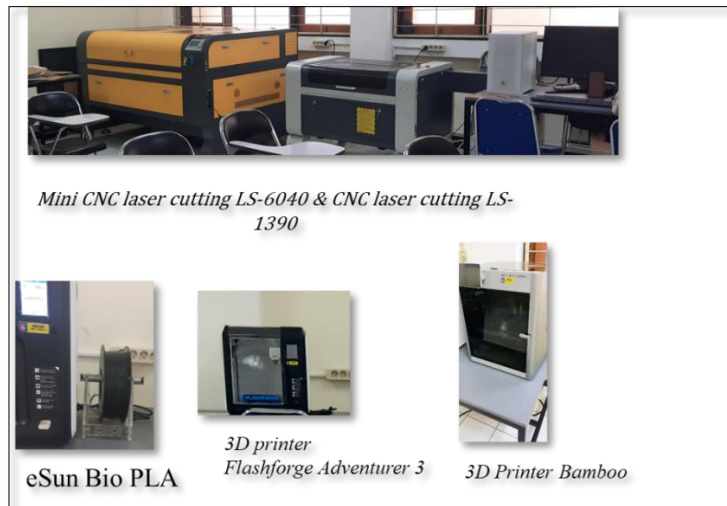 Mini CNC laser cutting LS-6040 & CNC laser cutting LS-
1390
FLASHFORGE
eSun Bio PLA
3D printer
Flashforge Adventurer 3
3D Printer Bamboo